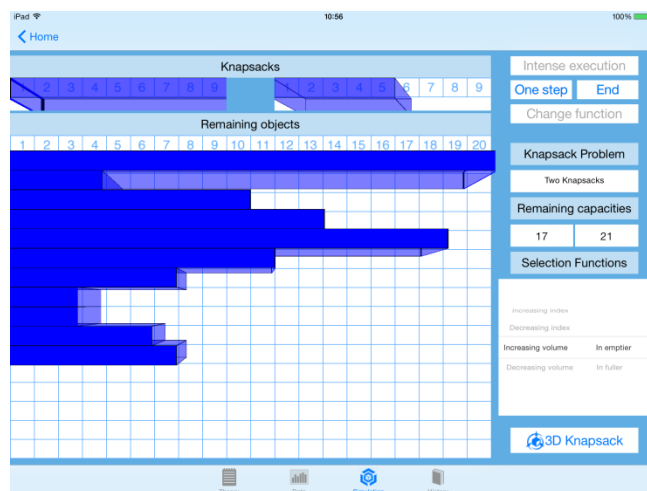 iPad 10:56 100%
Home
Knapsacks
1 2 3 4 5 6 7 8 9 1 2 3 4 5 6 7 8 9
Remaining objects
1 2 3 4 5 6 7 8 9 10 11 12 13 14 15 16 17 18 19 20
Intense execution
One step End
Change function
Knapsack Problem
Two Knapsacks
Remaining capacities
17 21
Selection Functions
Increasing index
Decreasing index
Increasing volume In emptier
Decreasing volume In fuller
3D Knapsack